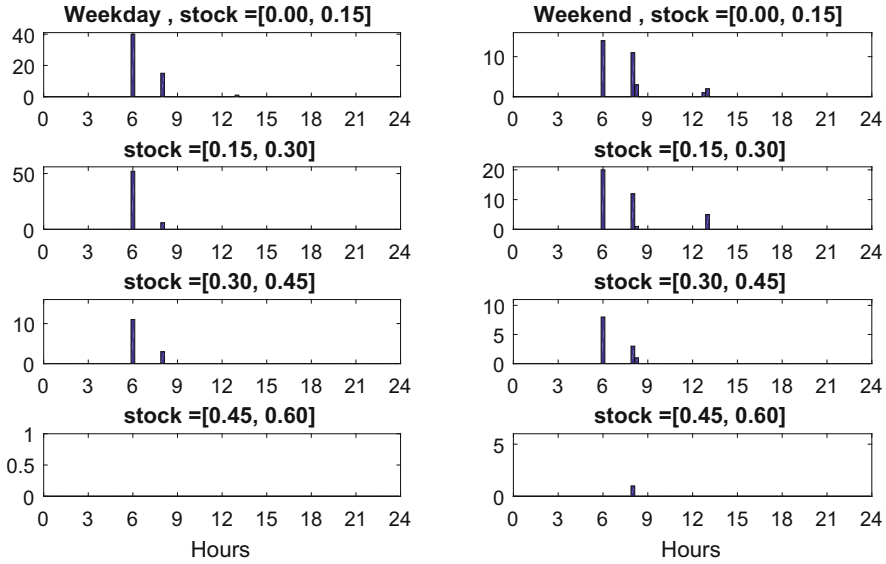 Weekday , stock =[0.00, 0.15]
40
20
0
0 3 6 9 12 15 18 21 24
stock =[0.15, 0.30]
50
0
0 3 6 9 12 15 18 21 24
stock =[0.30, 0.45]
10
0
0 3 6 9 12 15 18 21 24
stock =[0.45, 0.60]
1
0.5
0
0 3 6 9 12 15 18 21 24
Hours
Weekend , stock =[0.00, 0.15]
10
0
0 3 6 9 12 15 18 21 24
stock =[0.15, 0.30]
20
10
0
0 3 6 9 12 15 18 21 24
stock =[0.30, 0.45]
10
5
0
0 3 6 9 12 15 18 21 24
stock =[0.45, 0.60]
5
0
0 3 6 9 12 15 18 21 24
Hours